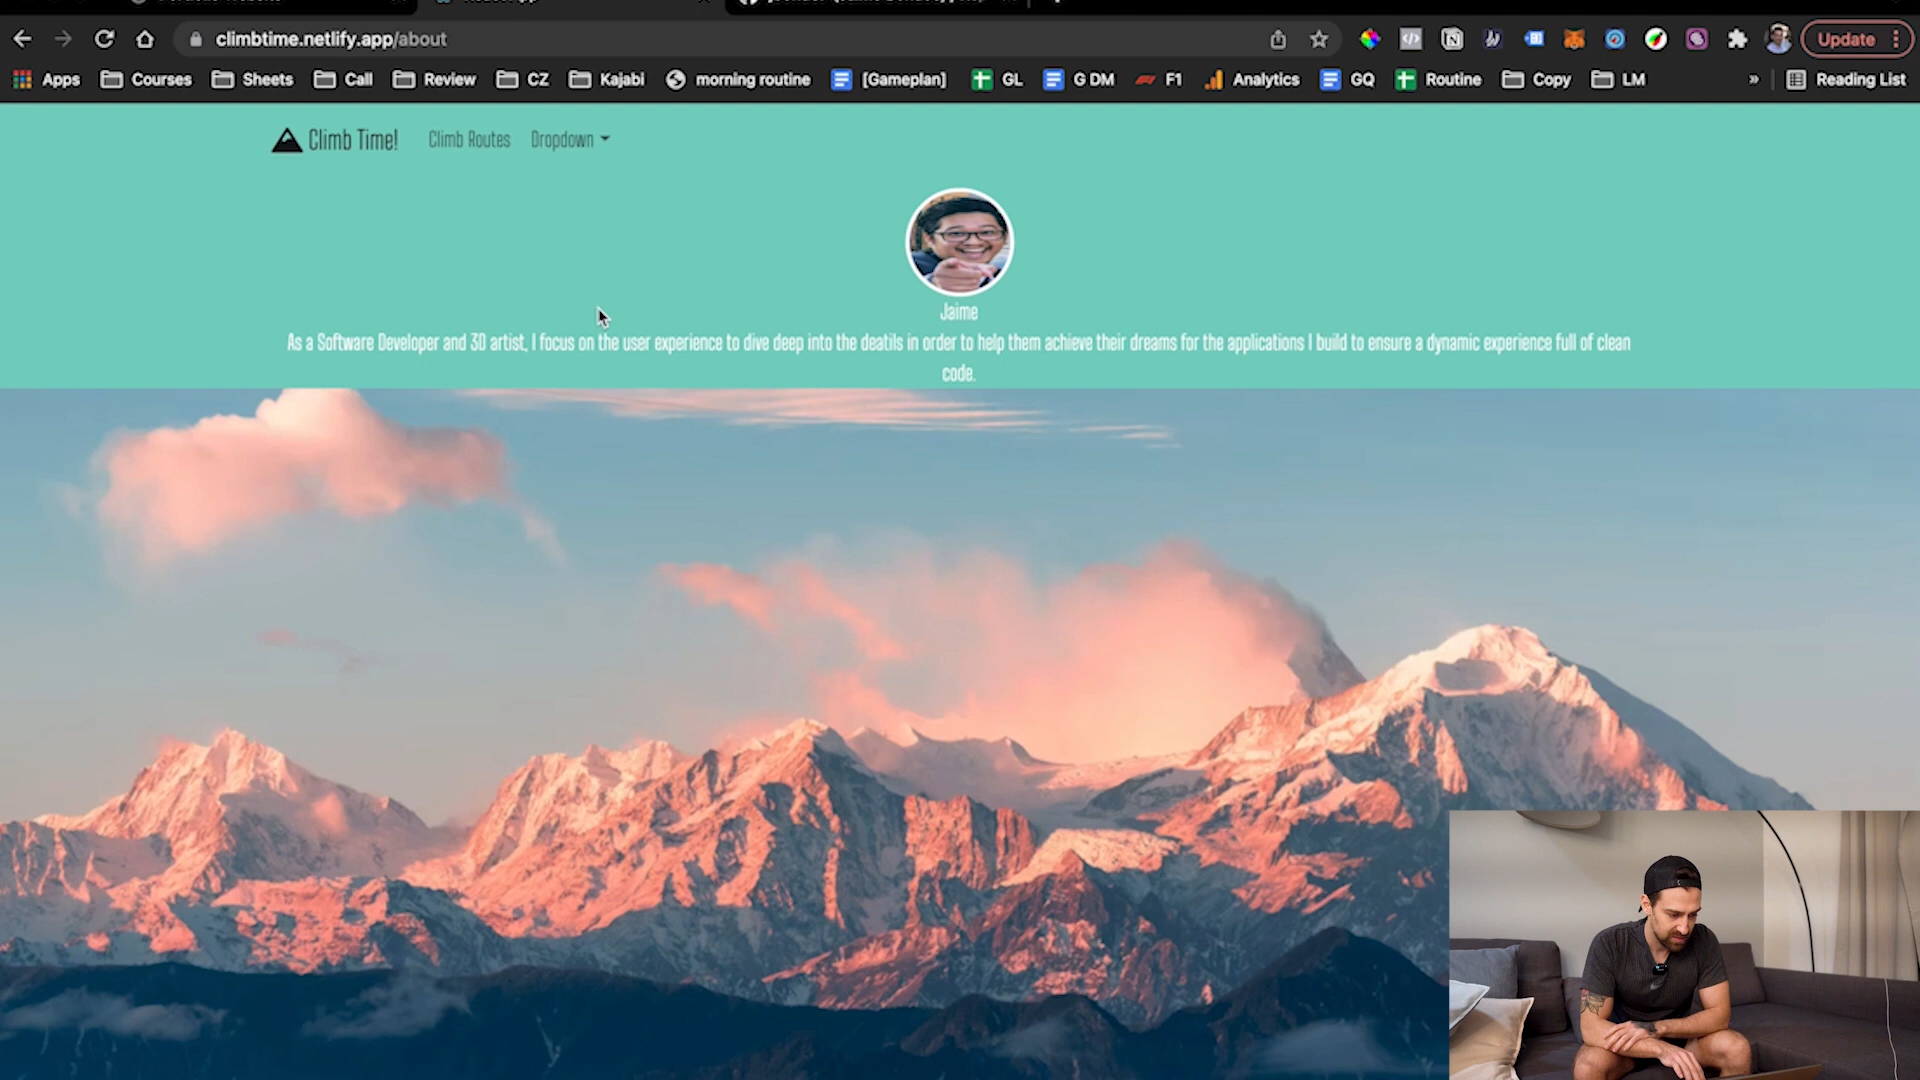 climbtime.netlify.app/about
Update
Apps Courses Sheets Call Review CZ Kajabi morning routine [Gameplan] GL G DM F1 Analytics GQ Routine Copy LM » Reading List
Climb Time! Climb Routes Dropdown
Jaime
As a Software Developer and 3D artist, I focus on the user experience to dive deep into the deatils in order to help them achieve their dreams for the applications I build to ensure a dynamic experience full of clean
code.